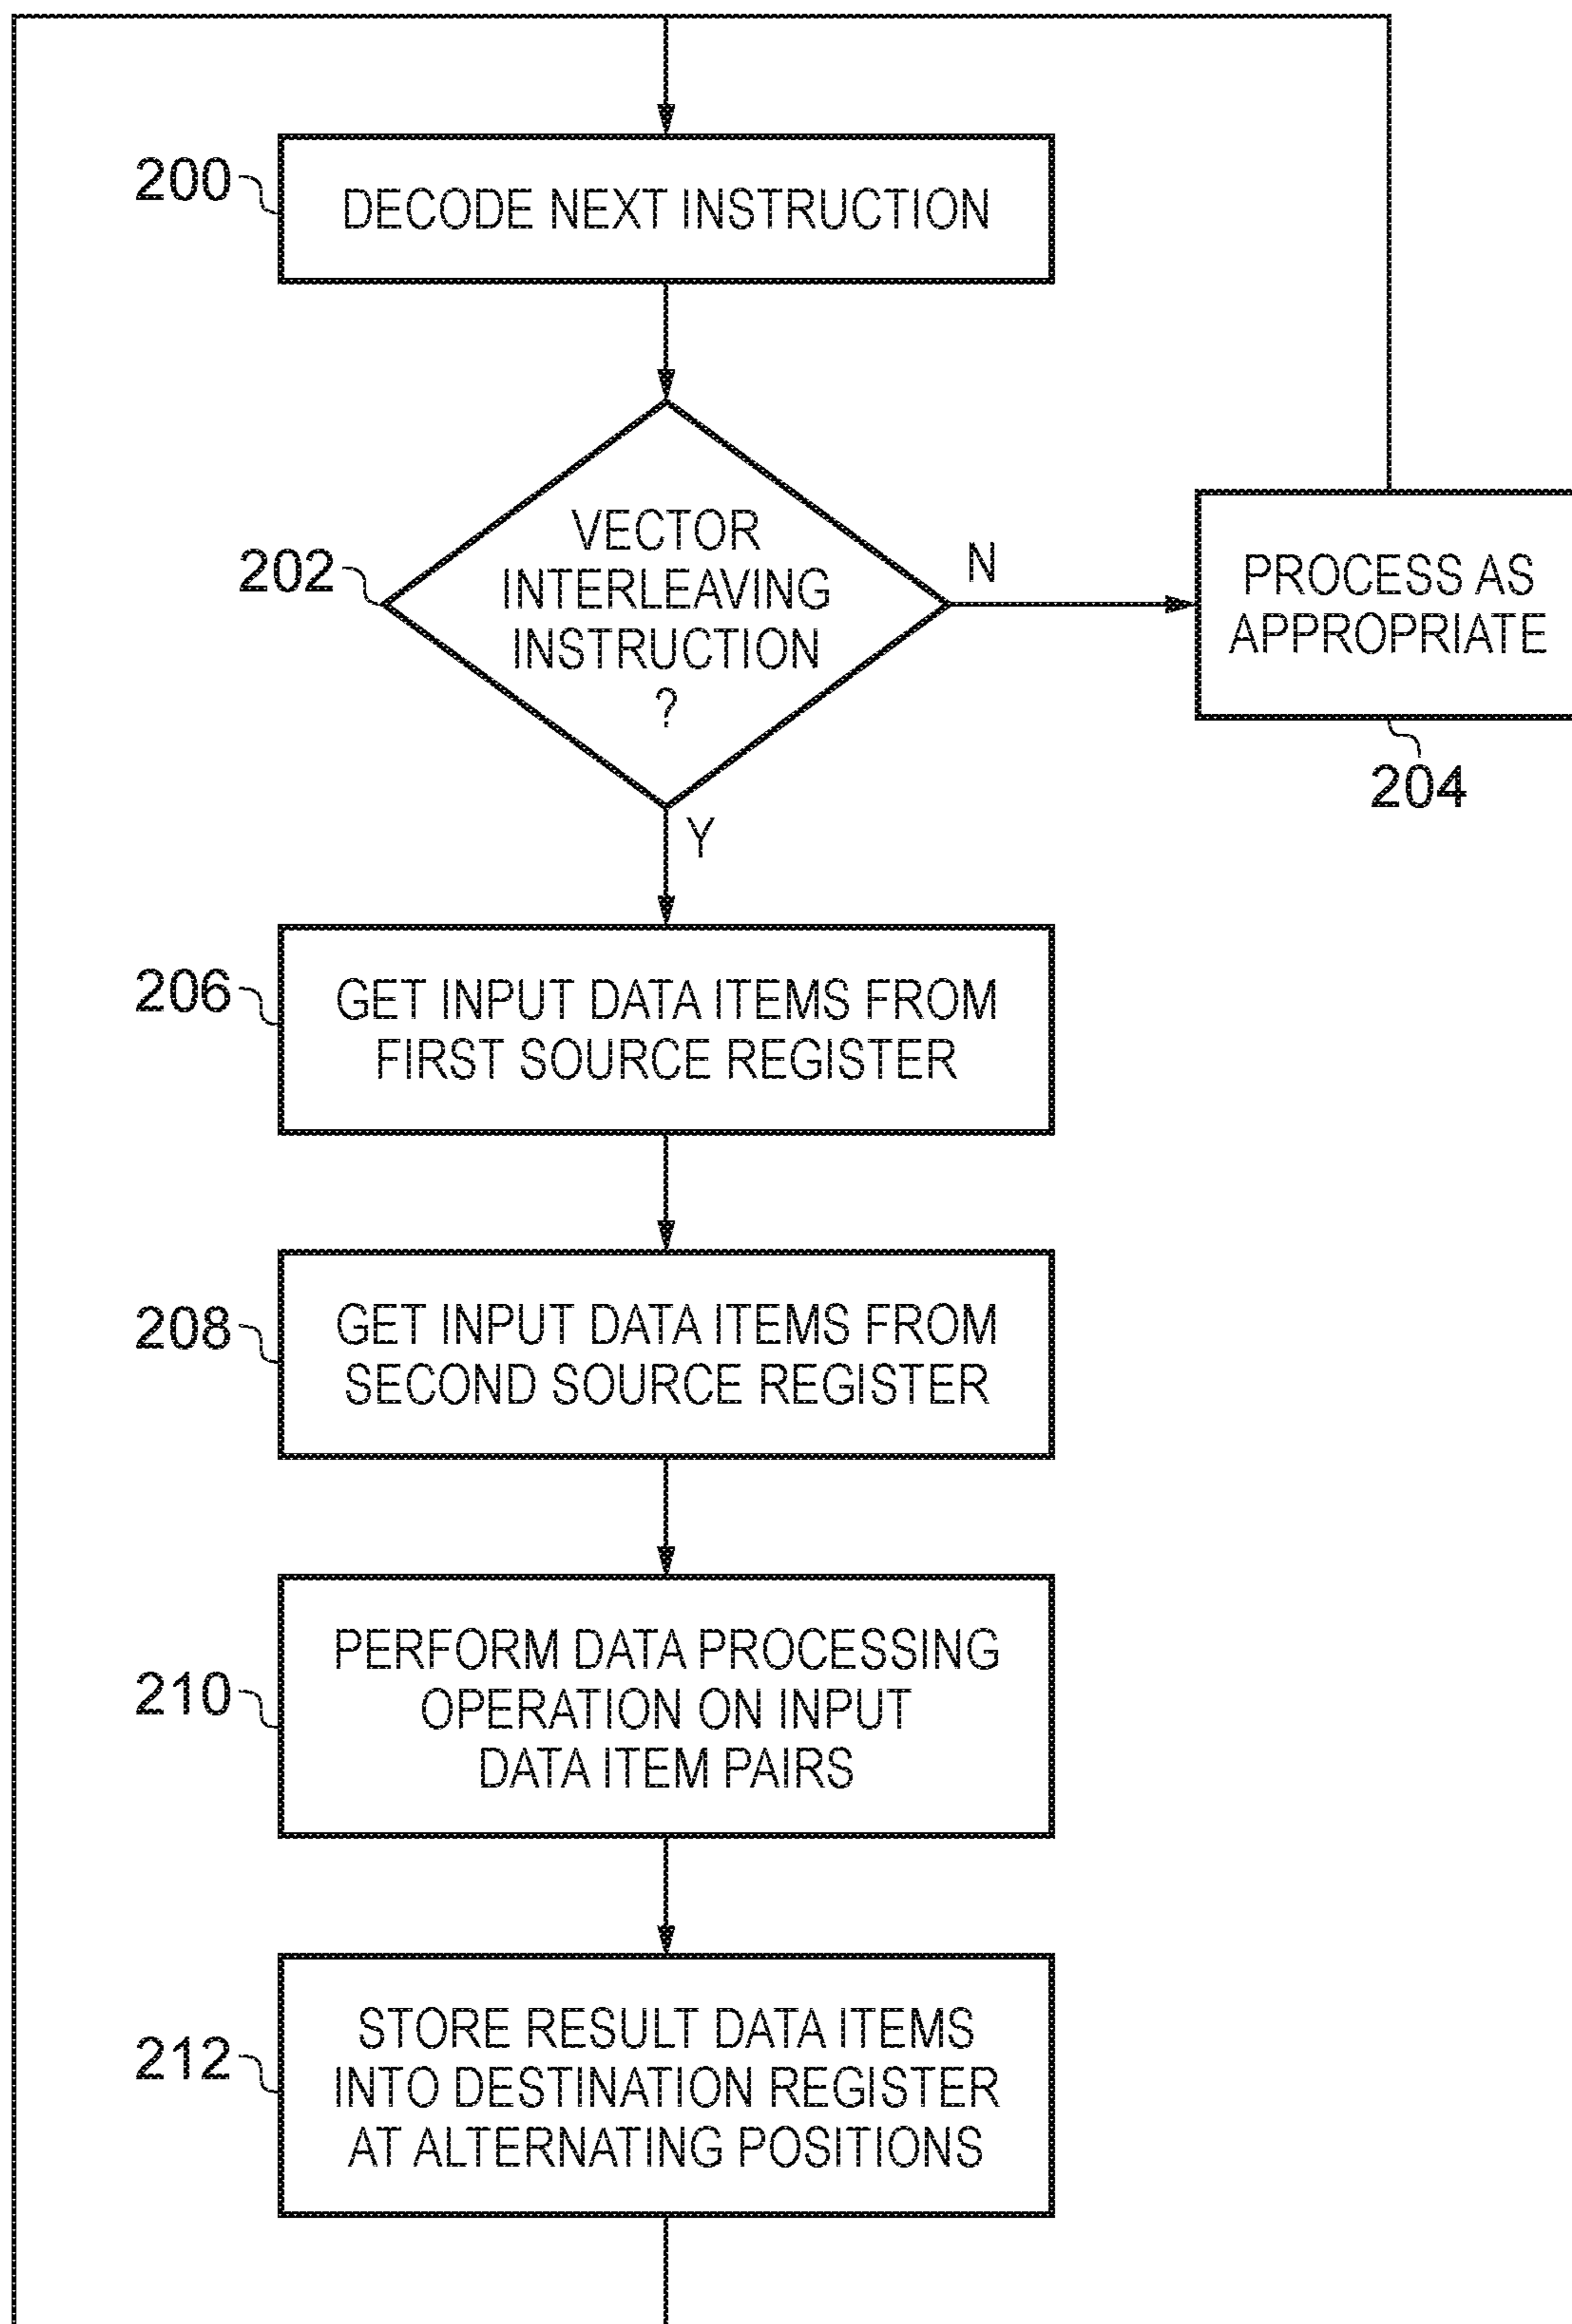 200
DECODE NEXT INSTRUCTION
202
VECTOR
INTERLEAVING
INSTRUCTION
?
N
PROCESS AS
APPROPRIATE
204
Y
206
GET INPUT DATA ITEMS FROM
FIRST SOURCE REGISTER
208
GET INPUT DATA ITEMS FROM
SECOND SOURCE REGISTER
210
PERFORM DATA PROCESSING
OPERATION ON INPUT
DATA ITEM PAIRS
212
STORE RESULT DATA ITEMS
INTO DESTINATION REGISTER
AT ALTERNATING POSITIONS